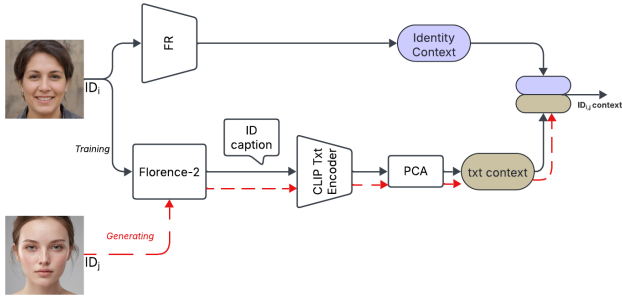 FR
Identity
Context
ID_i
ID_{i,j} context
Training
ID
caption
Florence-2
CLIP Txt
Encoder
PCA
txt context
Generating
ID_j